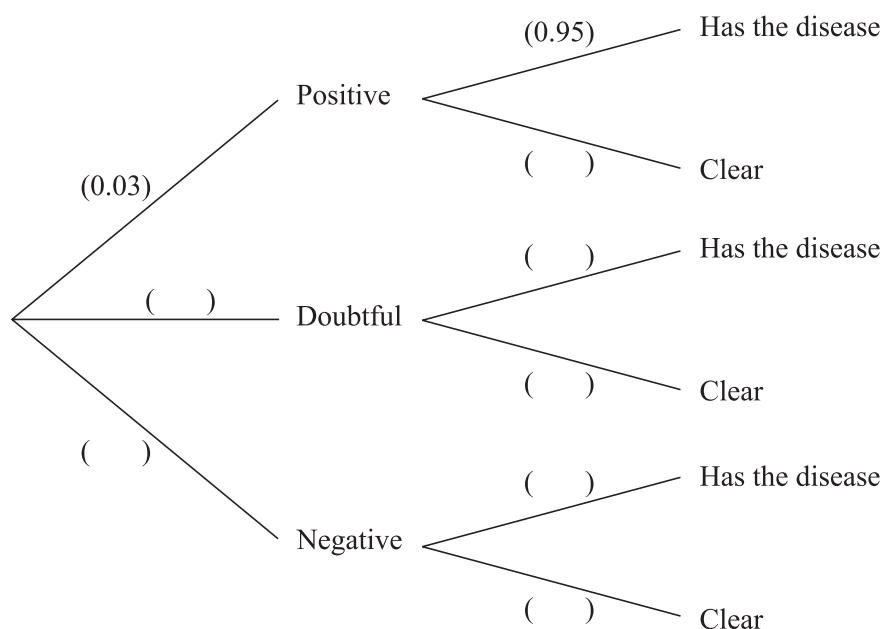 (0.95) Has the disease
Positive
(0.03)
( ) Clear
( ) Has the disease
( ) Doubtful
( ) Clear
( )
( ) Has the disease
Negative
( ) Clear